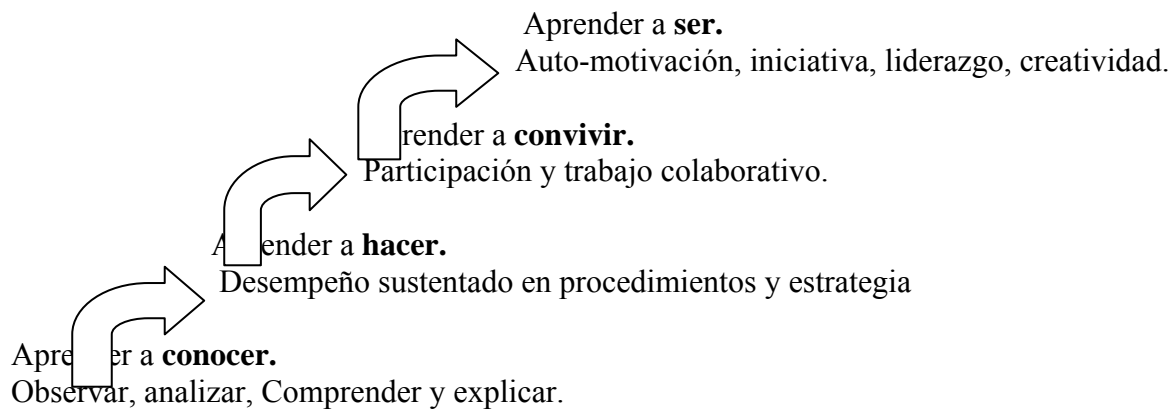 Aprender a ser.
Auto-motivación, iniciativa, liderazgo, creatividad.
Aprender a convivir.
Participación y trabajo colaborativo.
Aprender a hacer.
Desempeño sustentado en procedimientos y estrategia
Aprender a conocer.
Observar, analizar, Comprender y explicar.